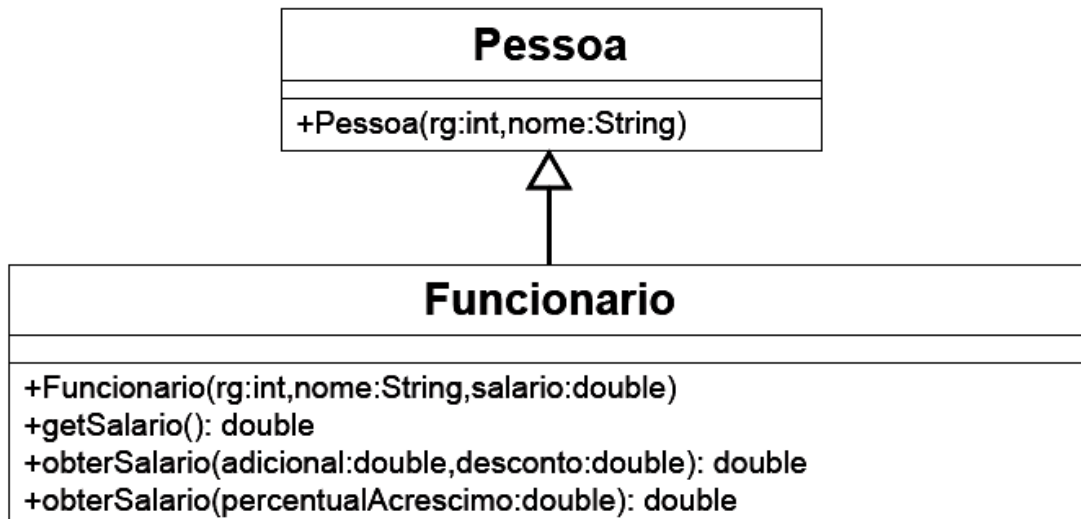 Pessoa
+Pessoa(rg:int,nome:String)
Funcionario
+Funcionario(rg:int,nome:String,salario:double)
+getSalario(): double
+obterSalario(adicional:double,desconto:double): double
+obterSalario(percentualAcrescimo:double): double